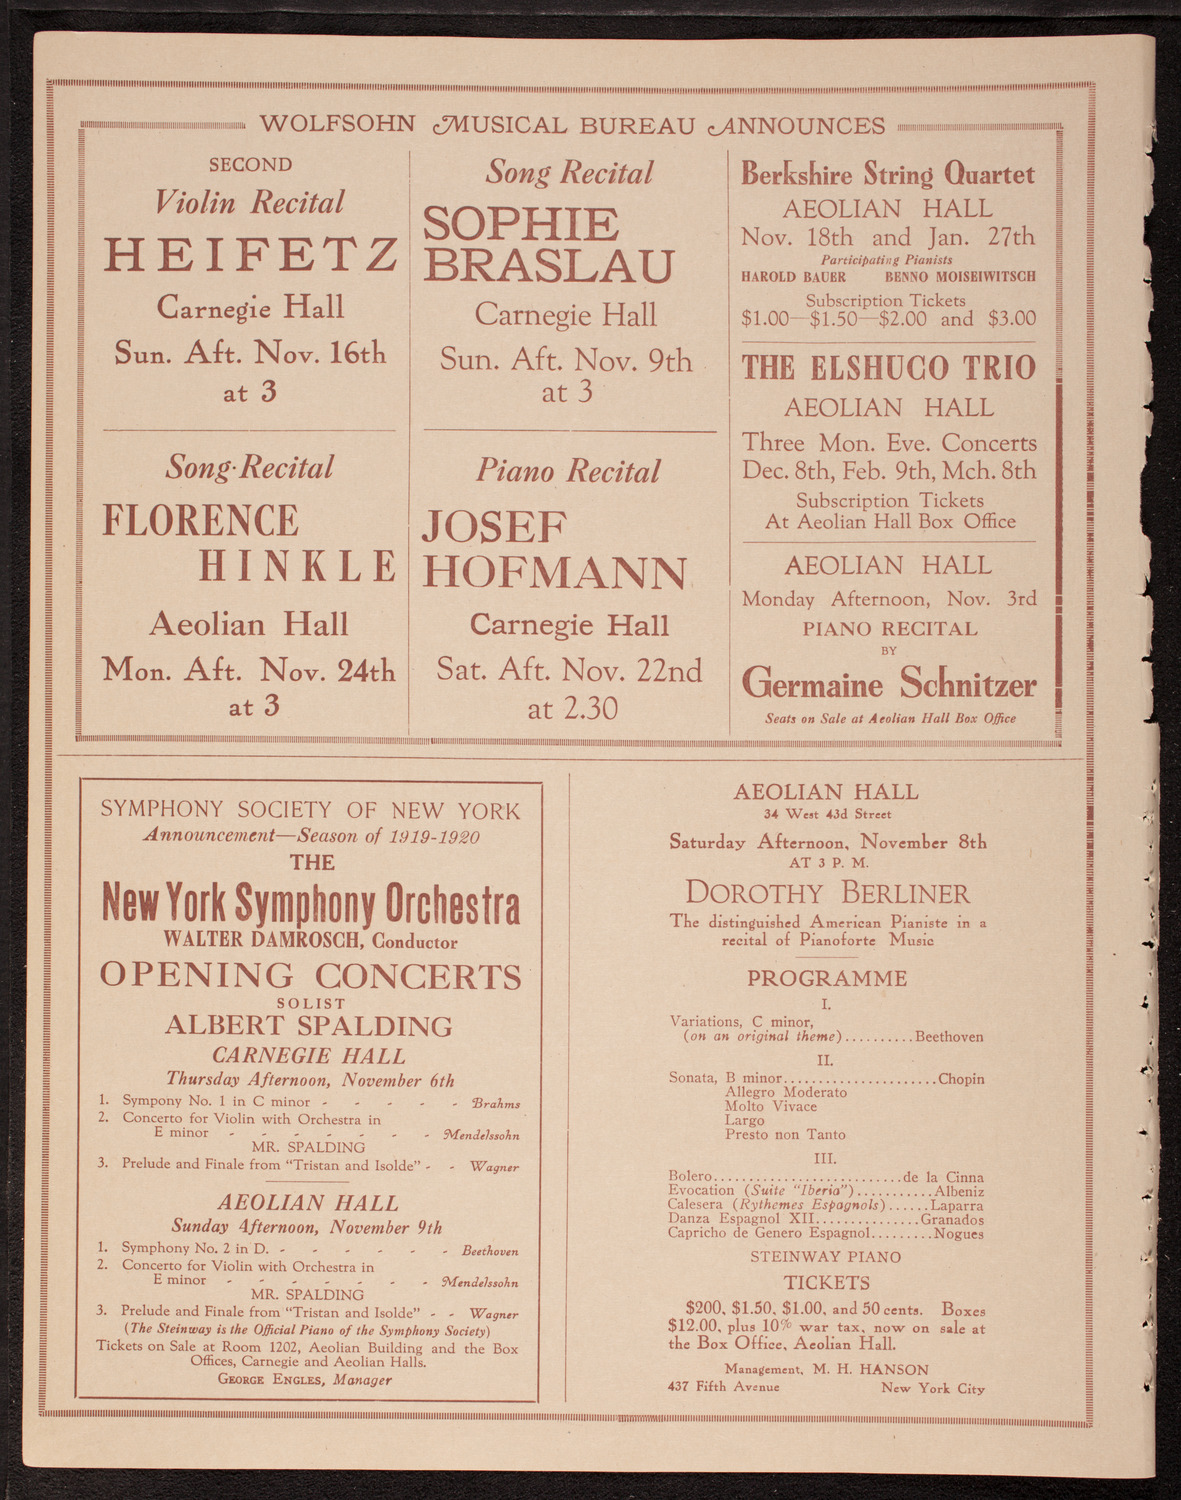 WOLFSOHN MUSICAL BUREAU ANNOUNCES
SECOND
Violin Recital
HEIFETZ
Carnegie Hall
Sun. Aft. Nov. 16th
at 3
Song-Recital
FLORENCE
HINKLE
Aeolian Hall
Mon. Aft. Nov. 24th
at 3
Song Recital
SOPHIE
BRASLAU
Carnegie Hall
Sun. Aft. Nov. 9th
at 3
Piano Recital
JOSEF
HOFMANN
Carnegie Hall
Sat. Aft. Nov. 22nd
at 2.30
Berkshire String Quartet
AEOLIAN HALL
Nov. 18th and Jan. 27th
Participating Pianists
HAROLD BAUER BENNO MOISEIWITSCH
Subscription Tickets
$1.00—$1.50—$2.00 and $3.00
THE ELSHUCO TRIO
AEOLIAN HALL
Three Mon. Eve. Concerts
Dec. 8th, Feb. 9th, Mch. 8th
Subscription Tickets
At Aeolian Hall Box Office
AEOLIAN HALL
Monday Afternoon, Nov. 3rd
PIANO RECITAL
BY
Germaine Schnitzer
Seats on Sale at Aeolian Hall Box Office
SYMPHONY SOCIETY OF NEW YORK
Announcement—Season of 1919-1920
THE
New York Symphony Orchestra
WALTER DAMROSCH, Conductor
OPENING CONCERTS
SOLIST
ALBERT SPALDING
CARNEGIE HALL
Thursday Afternoon, November 6th
1. Sympony No. 1 in C minor - - - - - Brahms
2. Concerto for Violin with Orchestra in
E minor - - - - - - - Mendelssohn
MR. SPALDING
3. Prelude and Finale from "Tristan and Isolde" - - Wagner
AEOLIAN HALL
Sunday Afternoon, November 9th
1. Symphony No. 2 in D. - - - - - - Beethoven
2. Concerto for Violin with Orchestra in
E minor - - - - - - - Mendelssohn
MR. SPALDING
3. Prelude and Finale from "Tristan and Isolde" - - Wagner
(The Steinway is the Official Piano of the Symphony Society)
Tickets on Sale at Room 1202, Aeolian Building and the Box
Offices, Carnegie and Aeolian Halls.
GEORGE ENGLES, Manager
AEOLIAN HALL
34 West 43d Street
Saturday Afternoon, November 8th
AT 3 P. M.
DOROTHY BERLINER
The distinguished American Pianiste in a
recital of Pianoforte Music
PROGRAMME
I.
Variations, C minor,
(on an original theme)..........Beethoven
II.
Sonata, B minor......................Chopin
Allegro Moderato
Molto Vivace
Largo
Presto non Tanto
III.
Bolero...........................de la Cinna
Evocation (Suite "Iberia")...........Albeniz
Calesera (Rythemes Espagnols)......Laparra
Danza Espagnol XII...............Granados
Capricho de Genero Espagnol.........Nogues
STEINWAY PIANO
TICKETS
$200, $1.50, $1.00, and 50 cents. Boxes
$12.00, plus 10% war tax, now on sale at
the Box Office, Aeolian Hall.
Management, M. H. HANSON
437 Fifth Avenue New York City